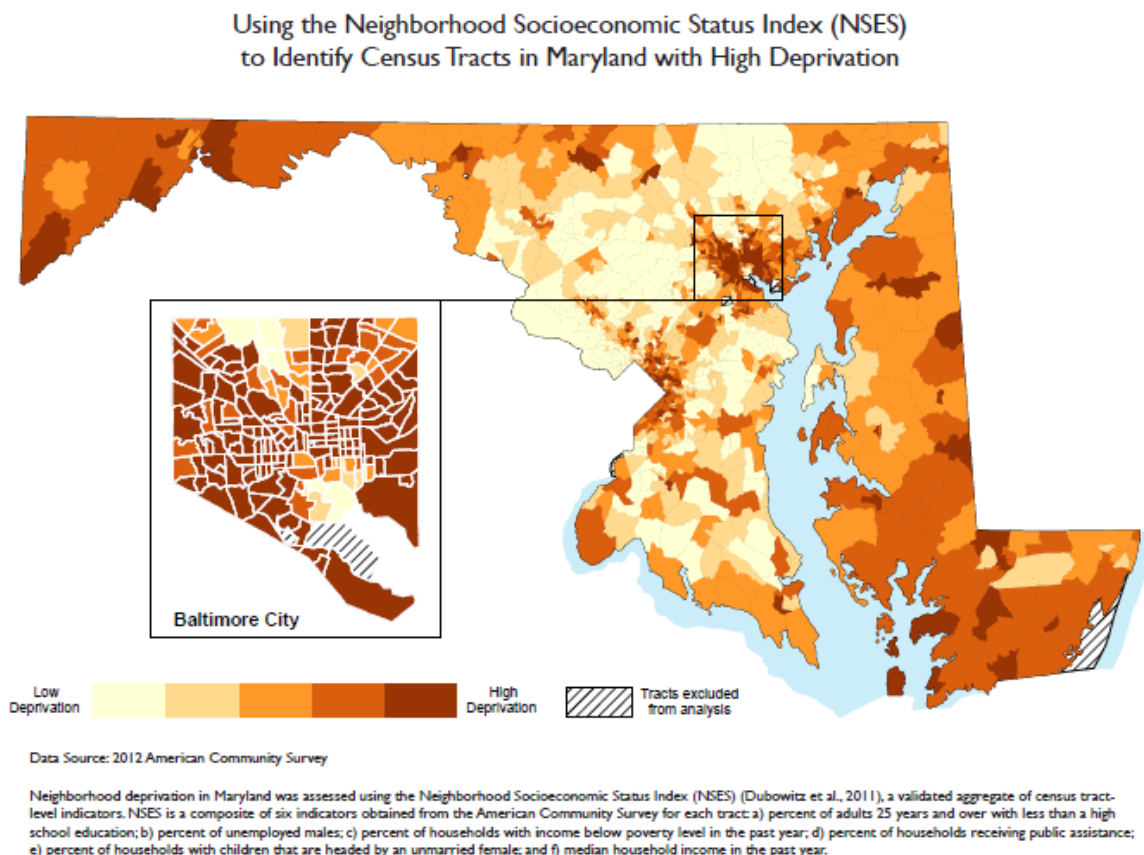 Using the Neighborhood Socioeconomic Status Index (NSES)
to Identify Census Tracts in Maryland with High Deprivation
Baltimore City
Low
Deprivation
High
Deprivation
Tracts excluded
from analysis
Data Source: 2012 American Community Survey
Neighborhood deprivation in Maryland was assessed using the Neighborhood Socioeconomic Status Index (NSES) (Dubowitz et al., 2011), a validated aggregate of census tract-
level indicators. NSES is a composite of six indicators obtained from the American Community Survey for each tract: a) percent of adults 25 years and over with less than a high
school education; b) percent of unemployed males; c) percent of households with income below poverty level in the past year; d) percent of households receiving public assistance;
e) percent of households with children that are headed by an unmarried female; and f) median household income in the past year.